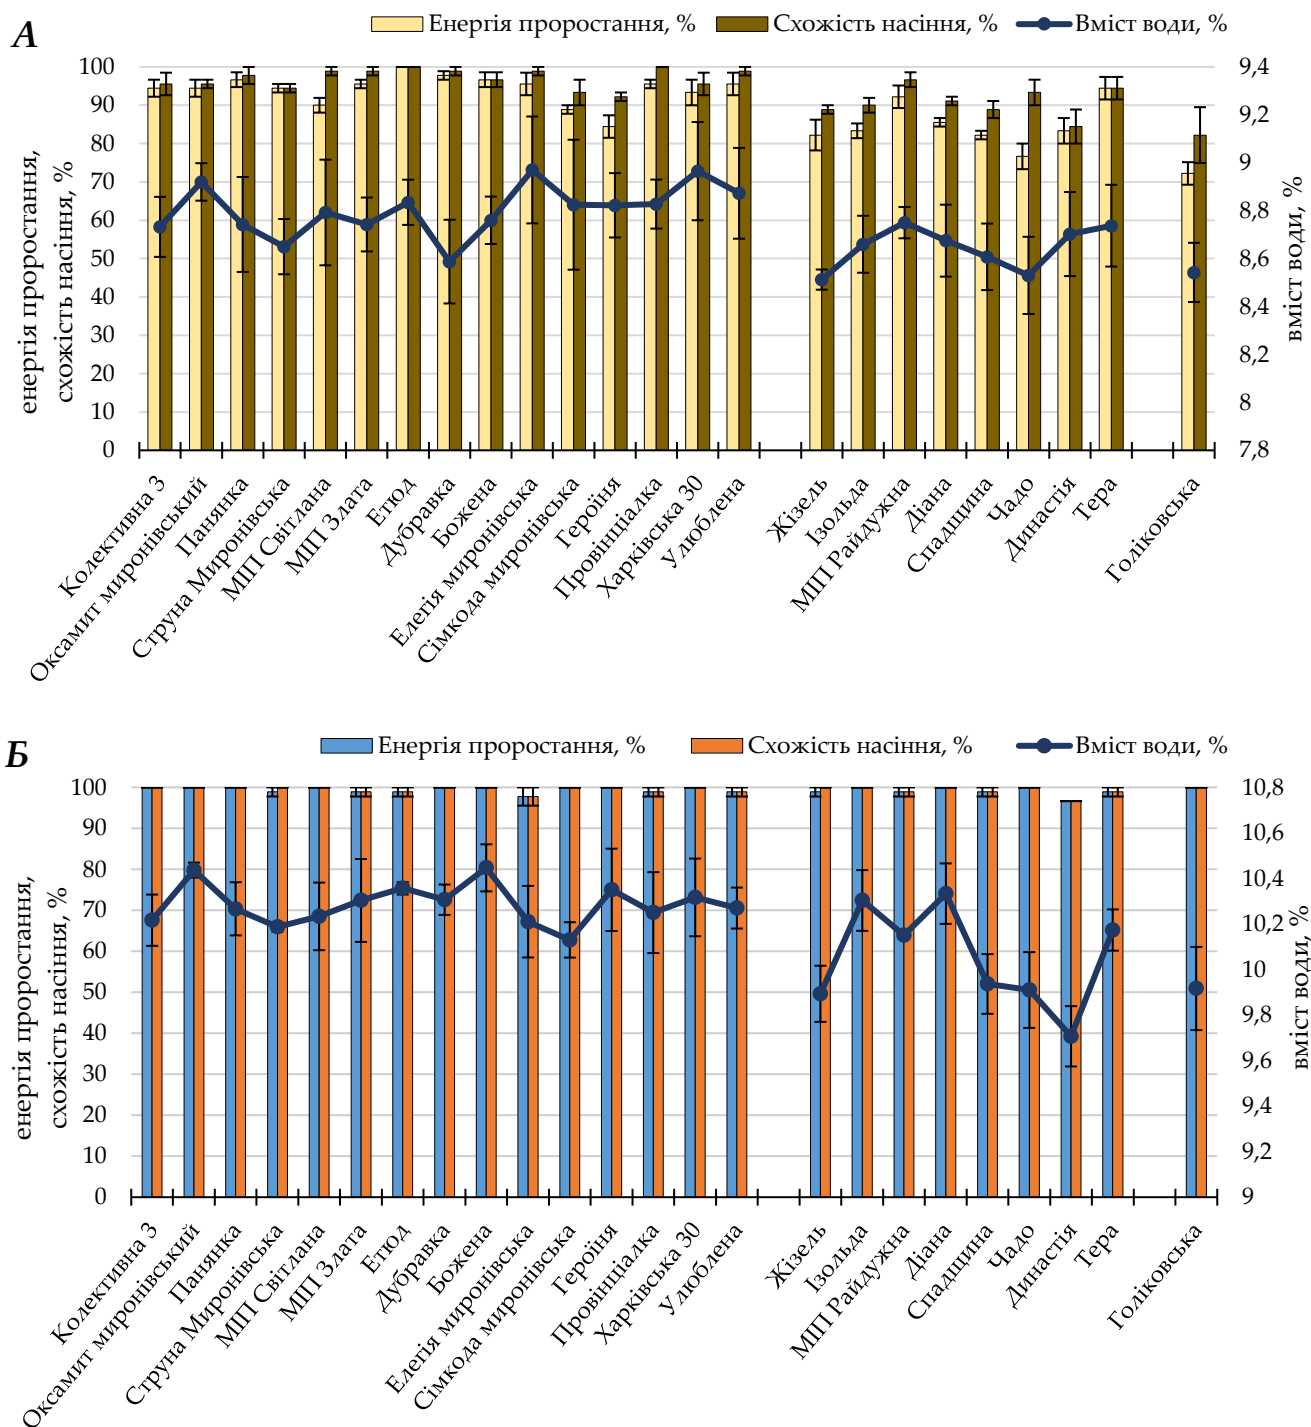 А
Енергія проростання, %
Схожість насіння, %
Вміст води, %
енергія проростання,
схожість насіння, %
100
90
80
70
60
50
40
30
20
10
0
9,4
9,2
9
8,8
8,6
8,4
8,2
8
7,8
вміст води, %
Колективна 3
Оксамит миронівський
Панянка
Струна Миронівська
МІП Світлана
МІП Злата
Етюд
Дубравка
Божена
Елегія миронівська
Сімкода миронівська
Героїня
Провінціалка
Харківська 30
Улюблена
Жізель
Ізольда
МІП Райдужна
Діана
Спадщина
Чадо
Династія
Тера
Голіковська
Б
Енергія проростання, %
Схожість насіння, %
Вміст води, %
енергія проростання,
схожість насіння, %
100
90
80
70
60
50
40
30
20
10
0
10,8
10,6
10,4
10,2
10
9,8
9,6
9,4
9,2
9
вміст води, %
Колективна 3
Оксамит миронівський
Панянка
Струна Миронівська
МІП Світлана
МІП Злата
Етюд
Дубравка
Божена
Елегія миронівська
Сімкода миронівська
Героїня
Провінціалка
Харківська 30
Улюблена
Жізель
Ізольда
МІП Райдужна
Діана
Спадщина
Чадо
Династія
Тера
Голіковська